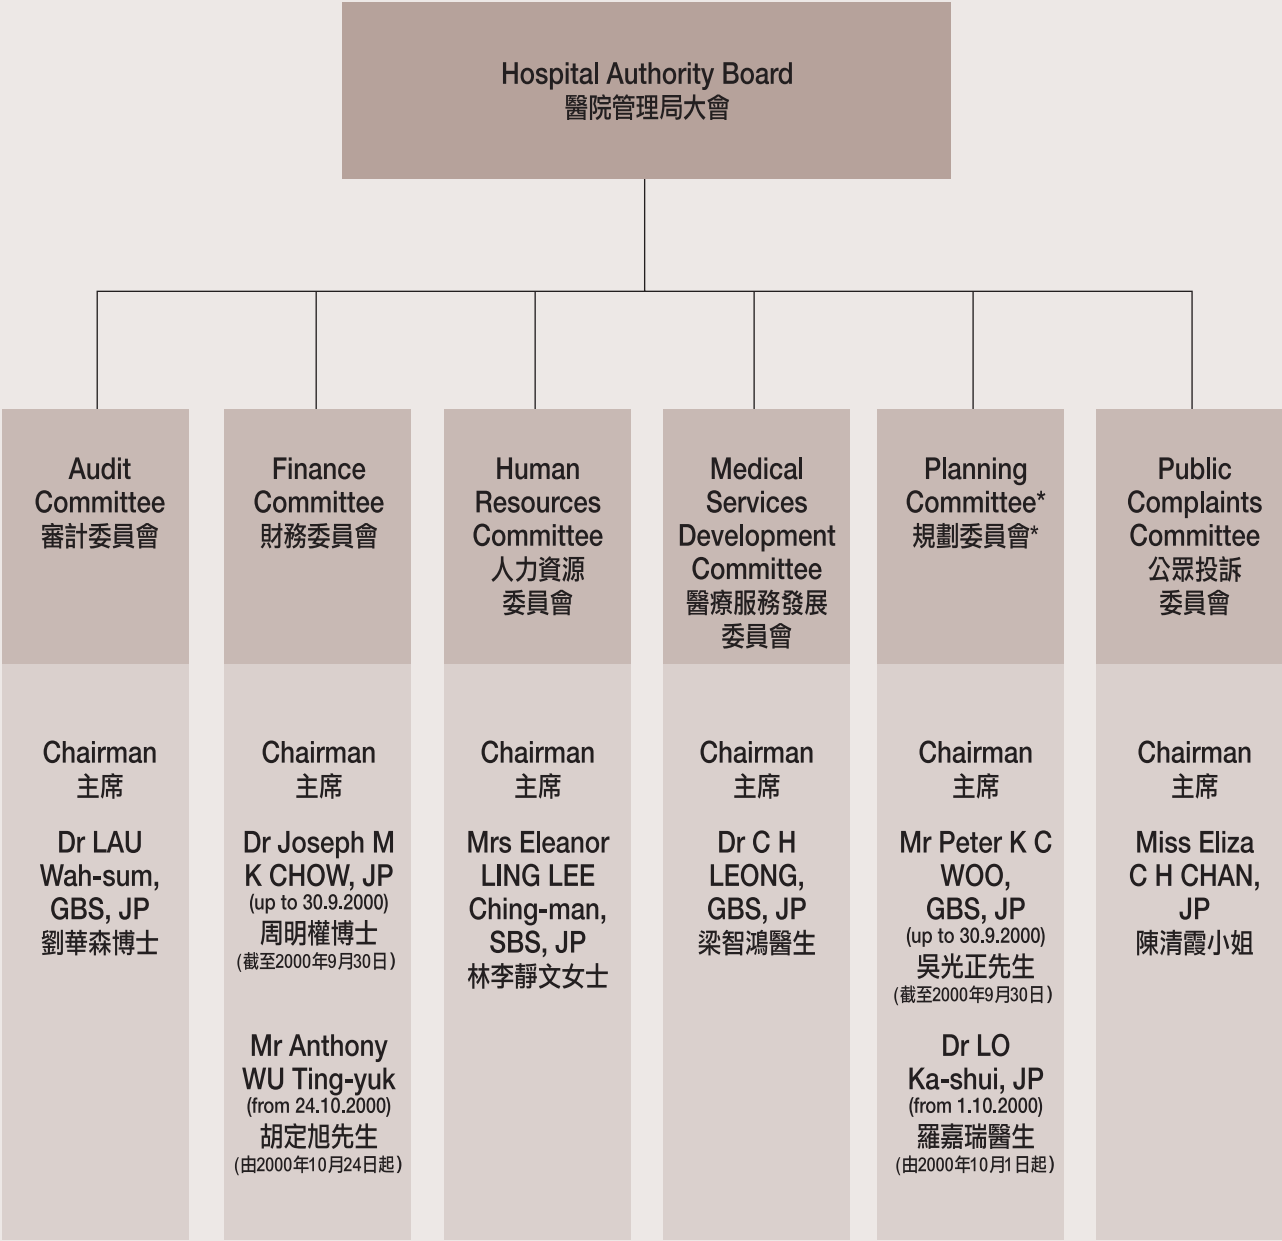 Hospital Authority Board
醫院管理局大會
Audit
Committee
審計委員會
Chairman
主席
Dr LAU
Wah-sum,
GBS, JP
劉華森博士
Finance
Committee
財務委員會
Chairman
主席
Dr Joseph M
K CHOW, JP
(up to 30.9.2000)
周明權博士
(截至2000年9月30日)
Mr Anthony
WU Ting-yuk
(from 24.10.2000)
胡定旭先生
(由2000年10月24日起)
Human
Resources
Committee
人力資源
委員會
Chairman
主席
Mrs Eleanor
LING LEE
Ching-man,
SBS, JP
林李靜文女士
Medical
Services
Development
Committee
醫療服務發展
委員會
Chairman
主席
Dr C H
LEONG,
GBS, JP
梁智鴻醫生
Planning
Committee*
規劃委員會*
Chairman
主席
Mr Peter K C
WOO,
GBS, JP
(up to 30.9.2000)
吳光正先生
(截至2000年9月30日)
Dr LO
Ka-shui, JP
(from 1.10.2000)
羅嘉瑞醫生
(由2000年10月1日起)
Public
Complaints
Committee
公眾投訴
委員會
Chairman
主席
Miss Eliza
C H CHAN,
JP
陳清霞小姐